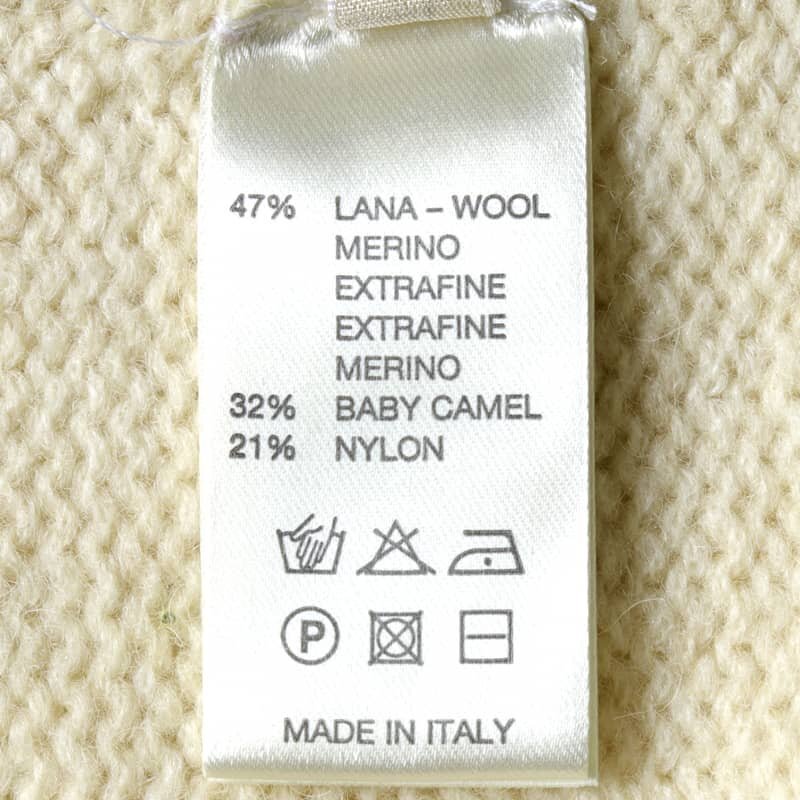 47% LANA – WOOL
MERINO
EXTRAFINE
EXTRAFINE
MERINO
32% BABY CAMEL
21% NYLON
P
MADE IN ITALY